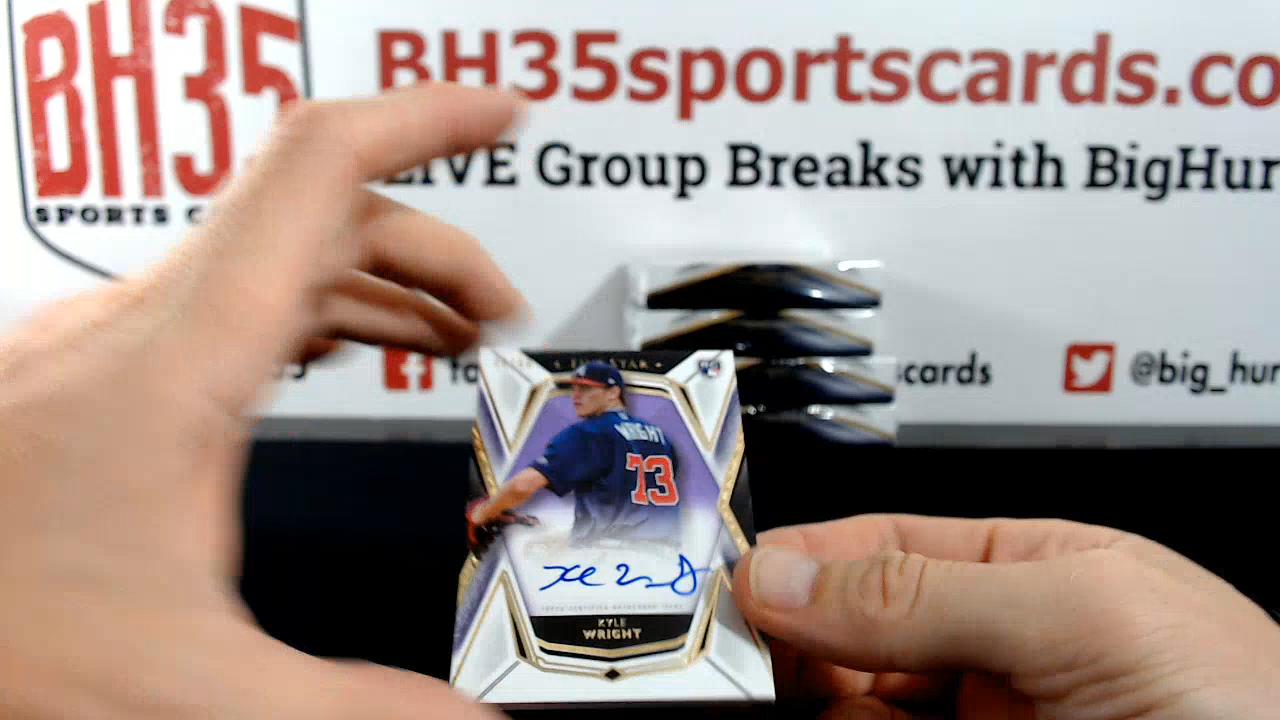 BH35
SPORTS C
BH35sportscards.co
LIVE Group Breaks with BigHur
scards
@big_hur
WRIGHT
73
KYLE
WRIGHT